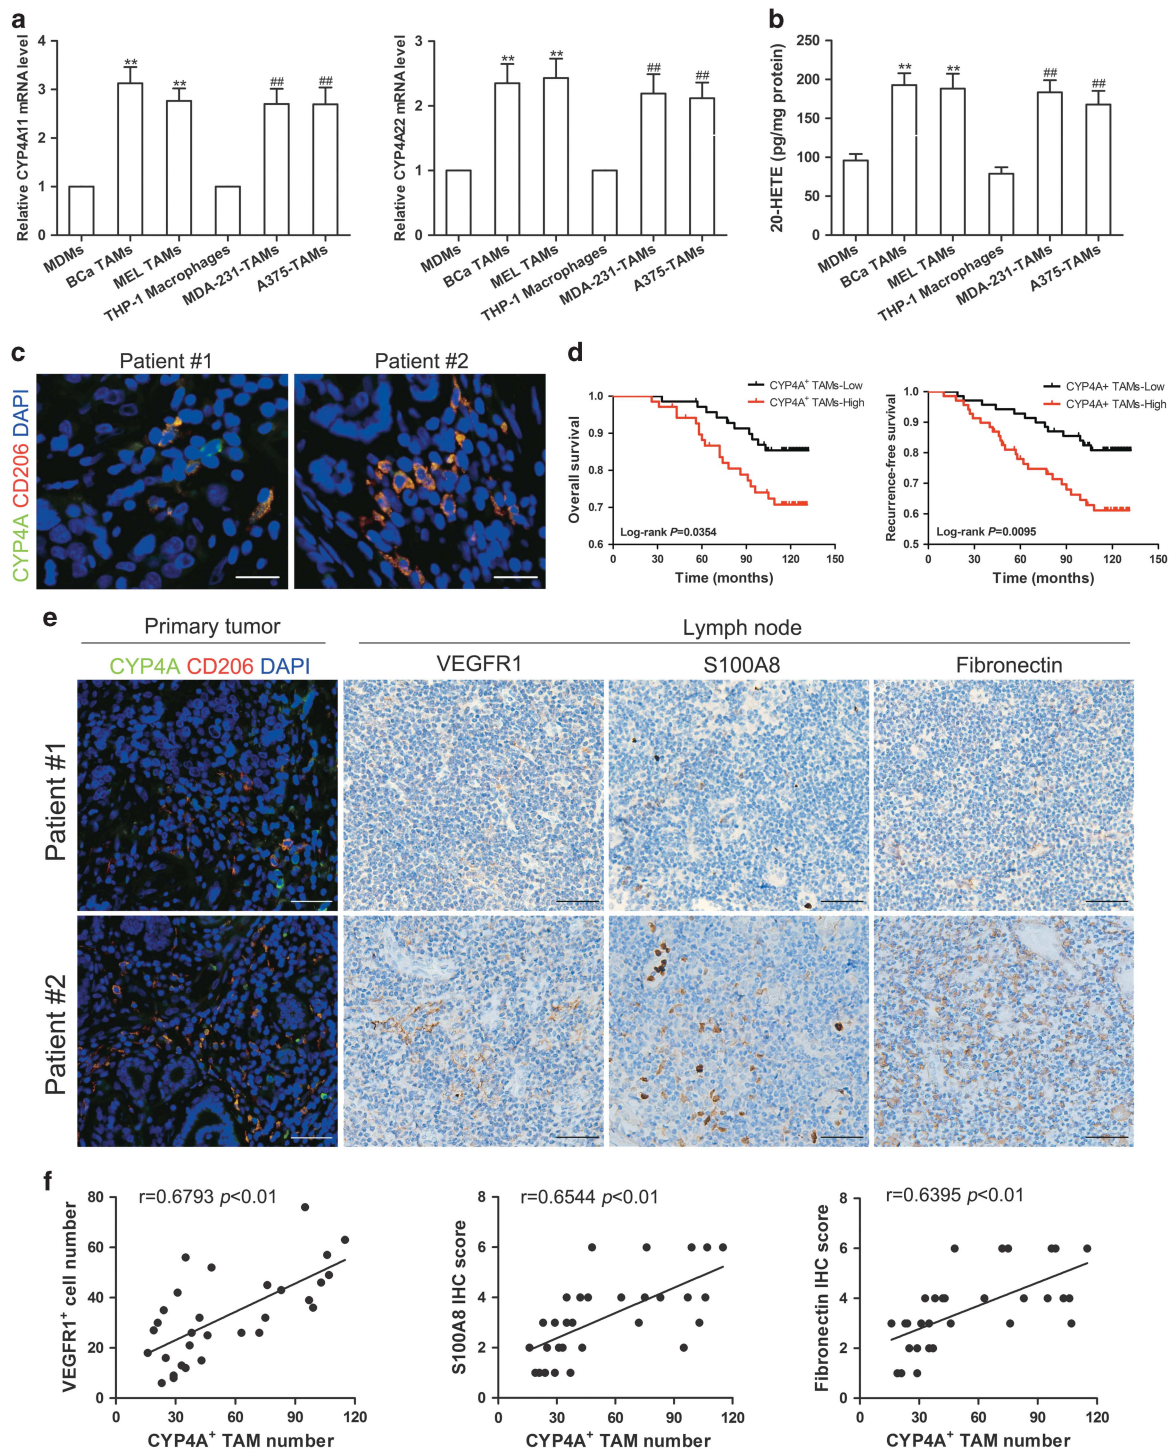 a
Relative CYP4A11 mRNA level
4
3
2
1
0
**
**
##
##
MDMs
BCa TAMs
MEL TAMs
THP-1 Macrophages
MDA-231-TAMs
A375-TAMs
Relative CYP4A22 mRNA level
3
2
1
0
**
**
##
##
MDMs
BCa TAMs
MEL TAMs
THP-1 Macrophages
MDA-231-TAMs
A375-TAMs
b
20-HETE (pg/mg protein)
250
200
150
100
50
0
**
**
##
##
MDMs
BCa TAMs
MEL TAMs
THP-1 Macrophages
MDA-231-TAMs
A375-TAMs
c
Patient #1
Patient #2
CYP4A CD206 DAPI
d
CYP4A+ TAMs-Low
CYP4A+ TAMs-High
Overall survival
1.0
0.9
0.8
0.7
0.6
Log-rank P=0.0354
0 30 60 90 120 150
Time (months)
CYP4A+ TAMs-Low
CYP4A+ TAMs-High
Recurrence-free survival
1.0
0.9
0.8
0.7
0.6
0.5
Log-rank P=0.0095
0 30 60 90 120 150
Time (months)
e
Primary tumor
Lymph node
CYP4A CD206 DAPI
VEGFR1
S100A8
Fibronectin
Patient #1
Patient #2
f
r=0.6793 p<0.01
VEGFR1+ cell number
80
60
40
20
0
0 30 60 90 120
CYP4A+ TAM number
r=0.6544 p<0.01
S100A8 IHC score
8
6
4
2
0
0 30 60 90 120
CYP4A+ TAM number
r=0.6395 p<0.01
Fibronectin IHC score
8
6
4
2
0
0 30 60 90 120
CYP4A+ TAM number